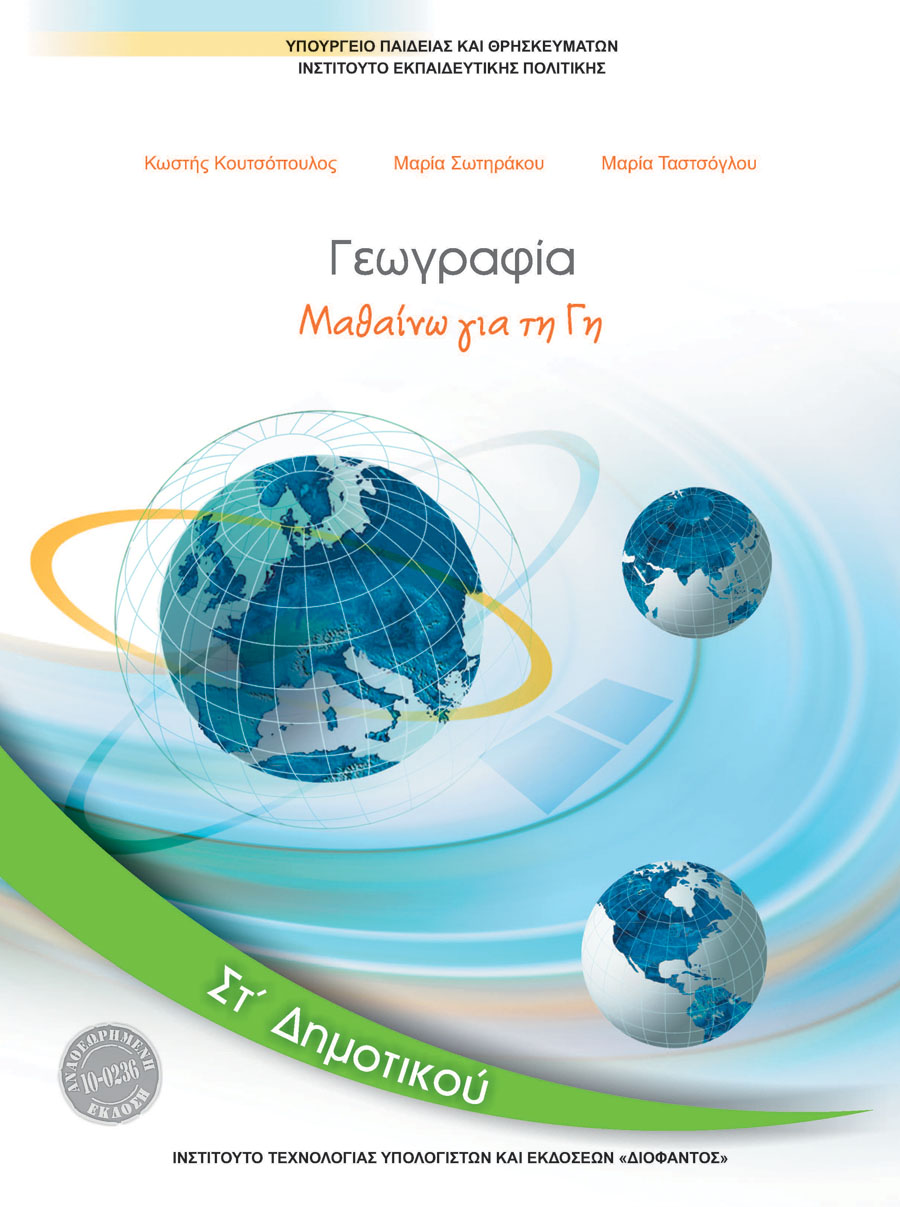 ΥΠΟΥΡΓΕΙΟ ΠΑΙΔΕΙΑΣ ΚΑΙ ΘΡΗΣΚΕΥΜΑΤΩΝ
ΙΝΣΤΙΤΟΥΤΟ ΕΚΠΑΙΔΕΥΤΙΚΗΣ ΠΟΛΙΤΙΚΗΣ
Κωστής Κουτσόπουλος Μαρία Σωτηράκου Μαρία Ταστσόγλου
Γεωγραφία
Μαθαίνω για τη Γη
Στ΄ Δημοτικού
ΑΝΑΘΕΩΡΗΜΕΝΗ
10-0236
ΕΚΔΟΣΗ
ΙΝΣΤΙΤΟΥΤΟ ΤΕΧΝΟΛΟΓΙΑΣ ΥΠΟΛΟΓΙΣΤΩΝ ΚΑΙ ΕΚΔΟΣΕΩΝ «ΔΙΟΦΑΝΤΟΣ»